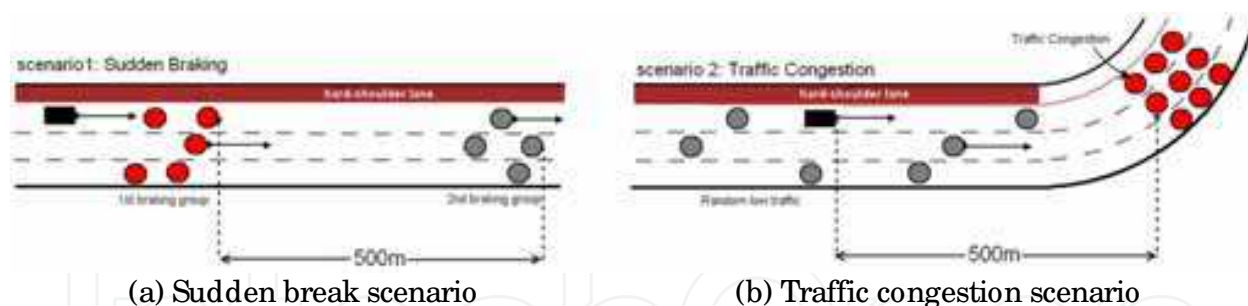 scenario1: Sudden Braking
hard-shoulder lane
1st braking group
2nd braking group
500m
(a) Sudden break scenario
Traffic Congestion
scenario 2: Traffic Congestion
hard-shoulder lane
Random low traffic
500m
(b) Traffic congestion scenario